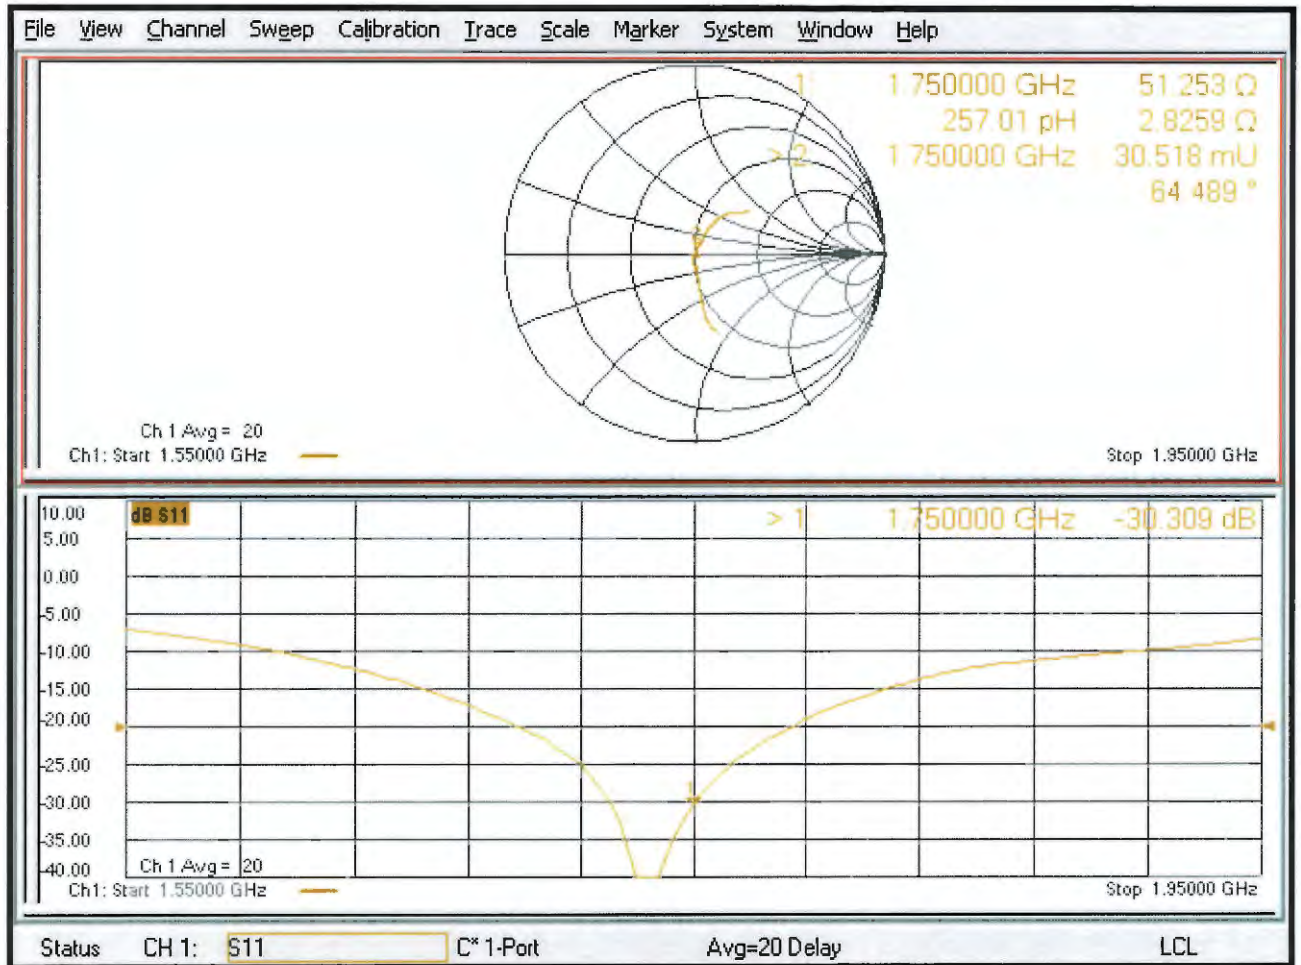 File View Channel Sweep Calibration Trace Scale Marker System Window Help
1: 1.750000 GHz 51.253 Ω
257.01 pH 2.8259 Ω
> 2: 1.750000 GHz 30.518 mU
64.489 °
Ch 1 Avg = 20
Ch1: Start 1.55000 GHz
Stop 1.95000 GHz
10.00
dB S11
> 1: 1.750000 GHz -30.309 dB
5.00
0.00
-5.00
-10.00
-15.00
-20.00
-25.00
-30.00
1
-35.00
-40.00
Ch 1 Avg = 20
Ch1: Start 1.55000 GHz
Stop 1.95000 GHz
Status CH 1: S11 C* 1-Port Avg=20 Delay LCL